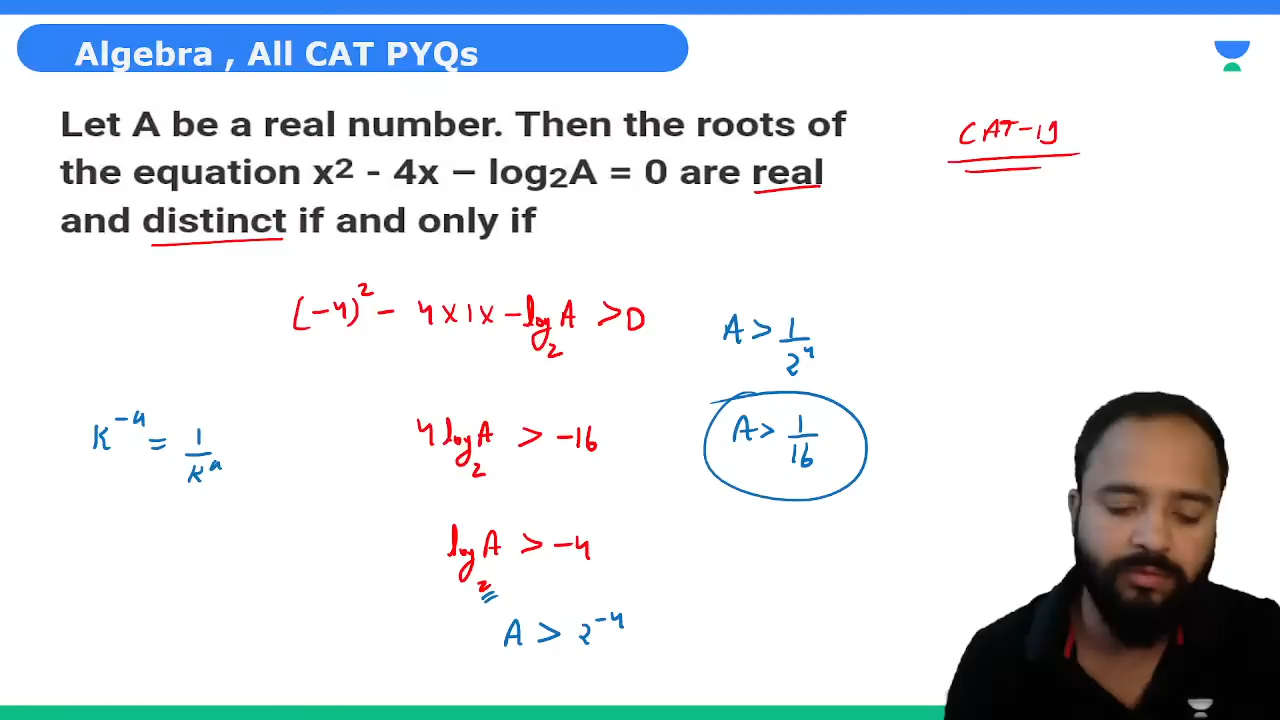 Algebra , All CAT PYQs
Let A be a real number. Then the roots of
the equation x² - 4x – log₂A = 0 are real
and distinct if and only if
CAT-19
(-4)² - 4×1×-log₂A >0
4 log₂A > -16
log₂A > -4
A > 2⁻⁴
K⁻ᵃ = 1/Kᵃ
A > 1/2⁴
A > 1/16